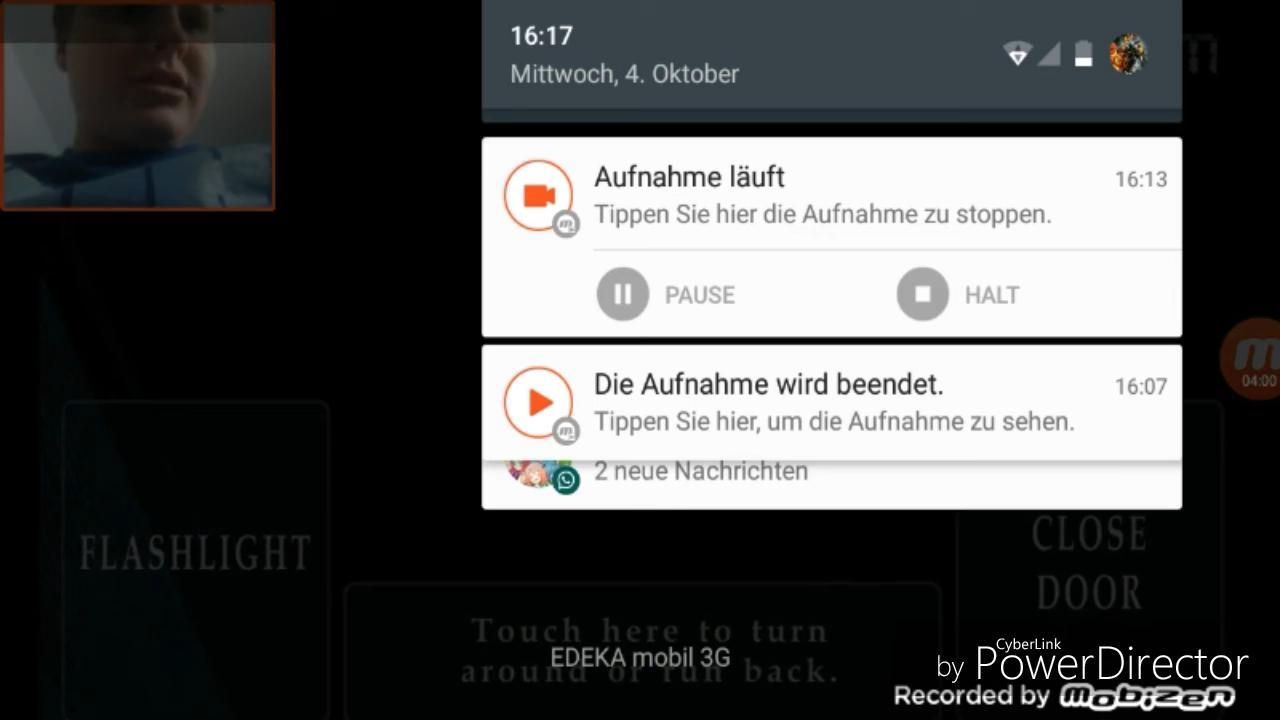 16:17
Mittwoch, 4. Oktober
Aufnahme läuft
16:13
Tippen Sie hier die Aufnahme zu stoppen.
PAUSE
HALT
04:00
Die Aufnahme wird beendet.
16:07
Tippen Sie hier, um die Aufnahme zu sehen.
2 neue Nachrichten
FLASHLIGHT
CLOSE
DOOR
Touch here to turn
around or run back.
EDEKA mobil 3G
CyberLink
by PowerDirector
Recorded by mobizen